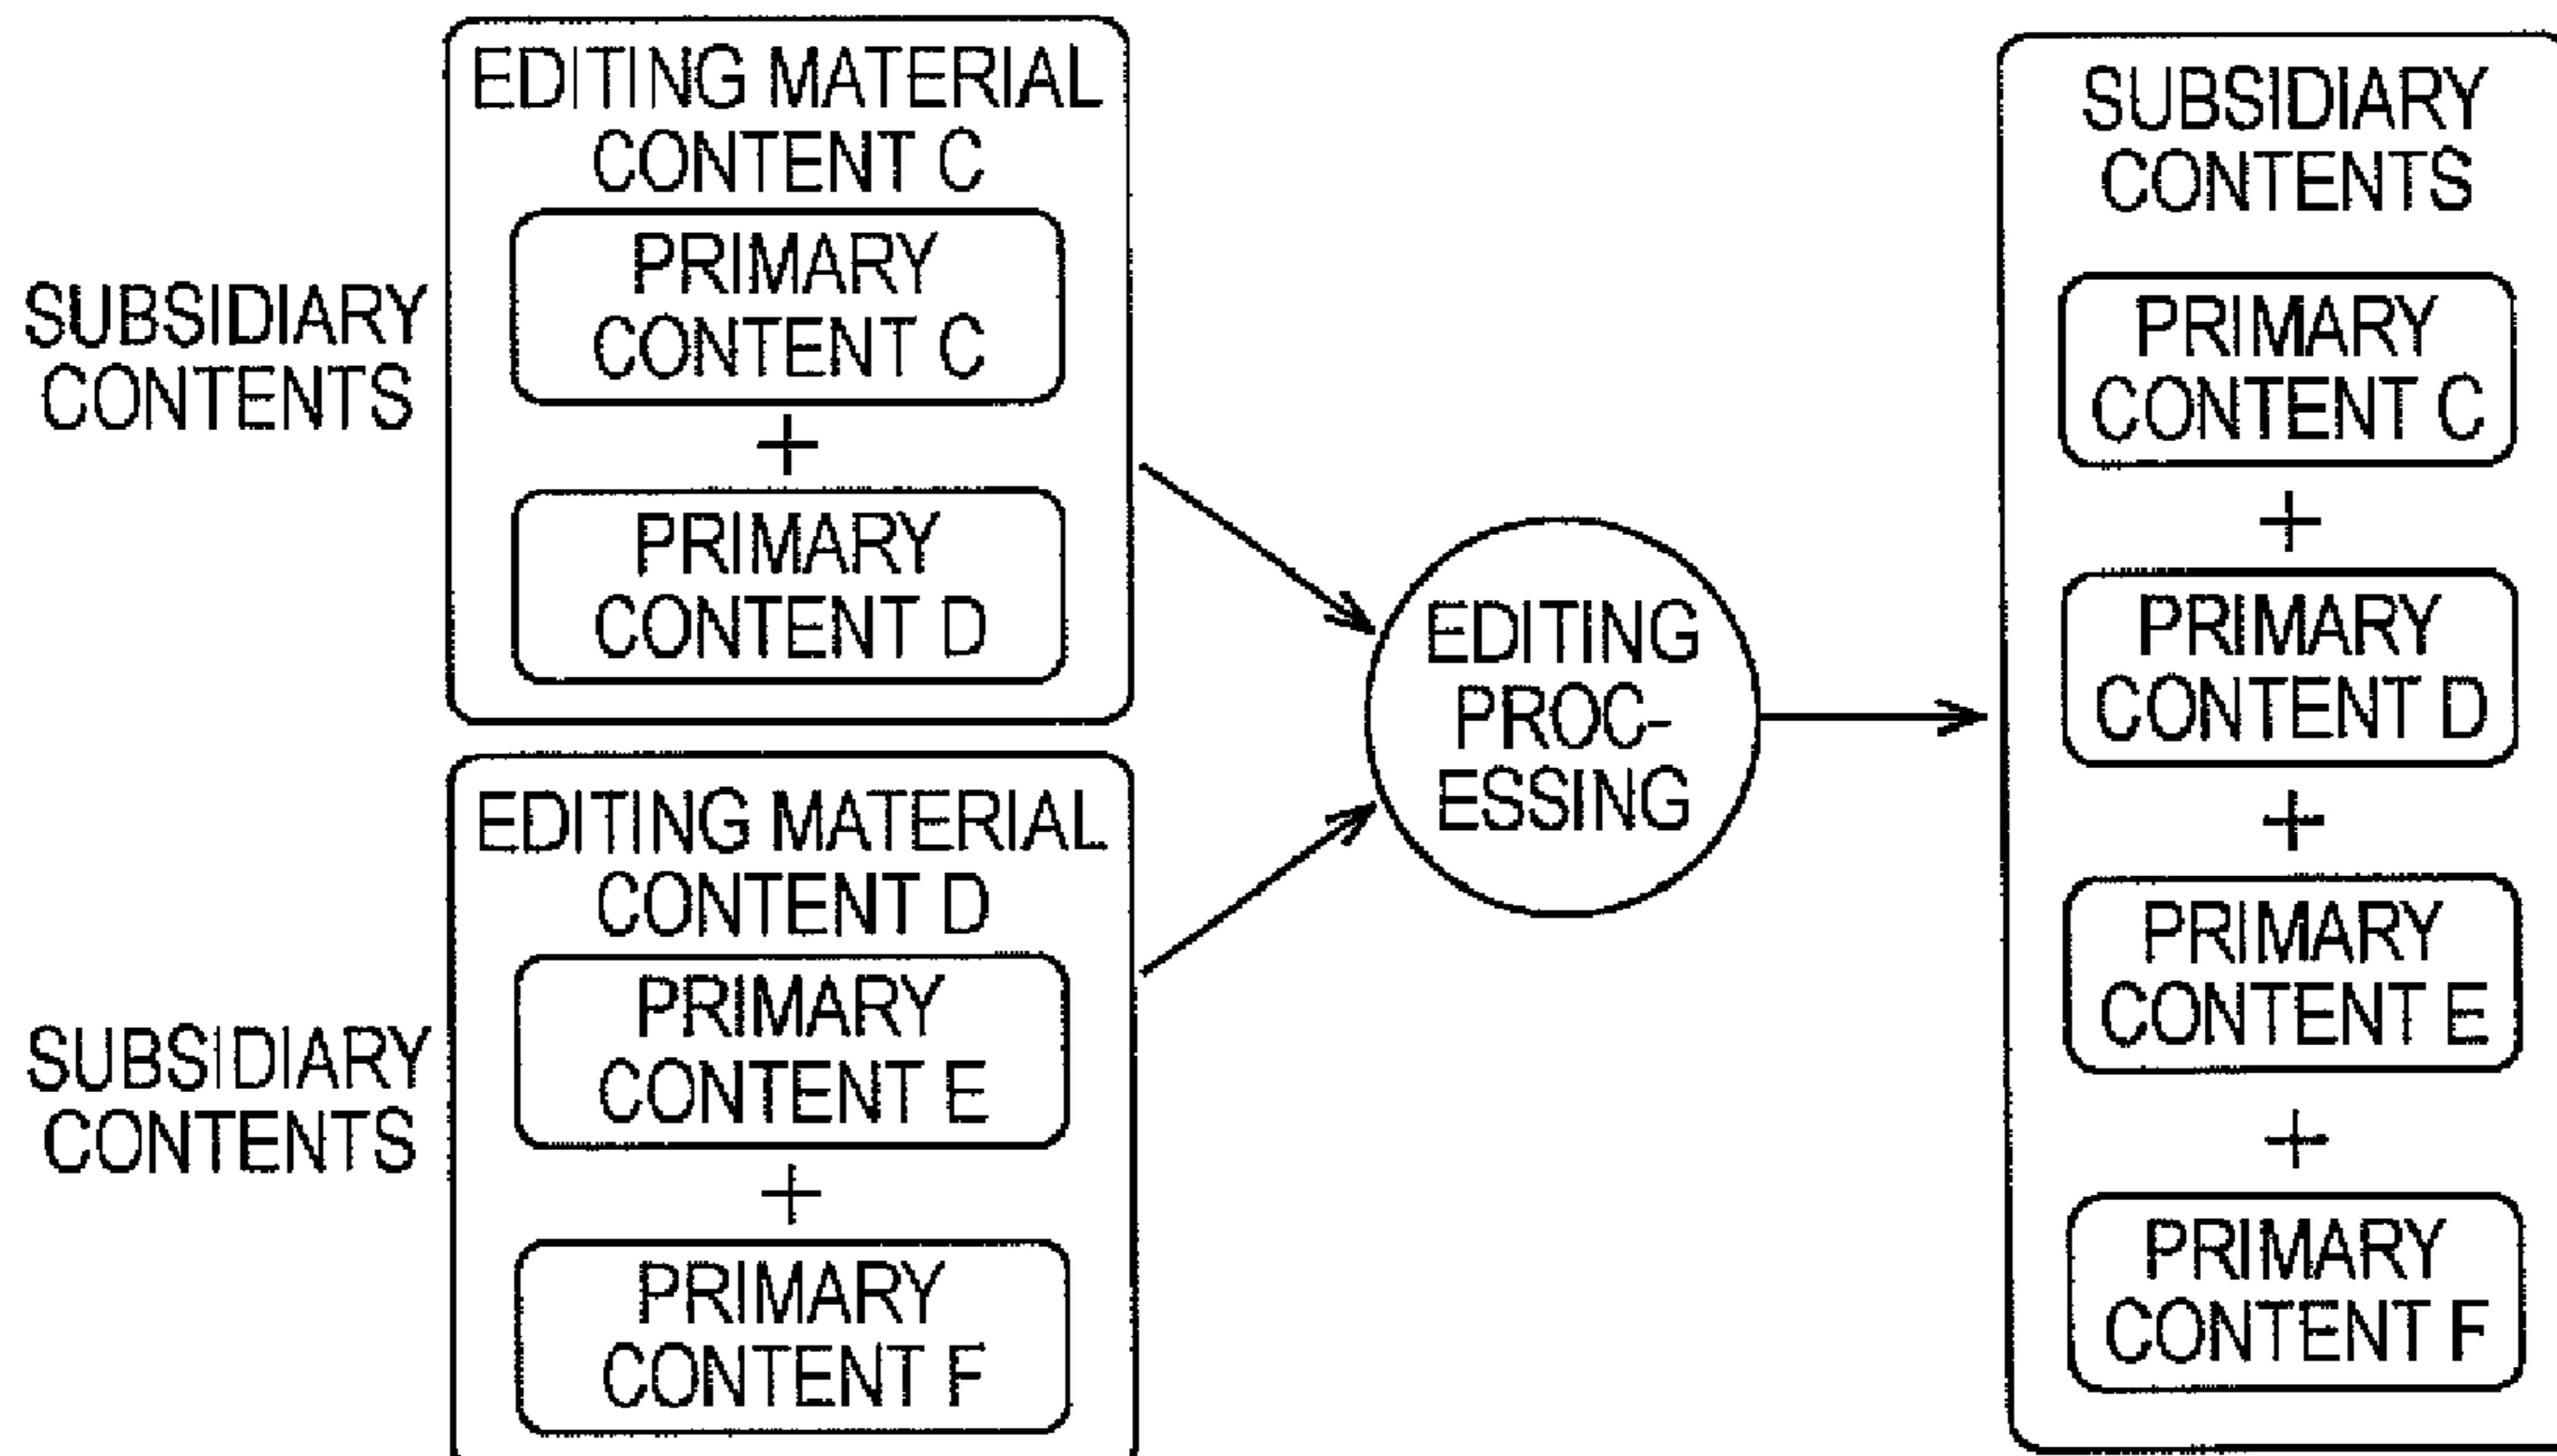 SUBSIDIARY
CONTENTS
EDITING MATERIAL
CONTENT C
PRIMARY
CONTENT C
+
PRIMARY
CONTENT D
SUBSIDIARY
CONTENTS
EDITING MATERIAL
CONTENT D
PRIMARY
CONTENT E
+
PRIMARY
CONTENT F
EDITING
PROC-
ESSING
SUBSIDIARY
CONTENTS
PRIMARY
CONTENT C
+
PRIMARY
CONTENT D
+
PRIMARY
CONTENT E
+
PRIMARY
CONTENT F